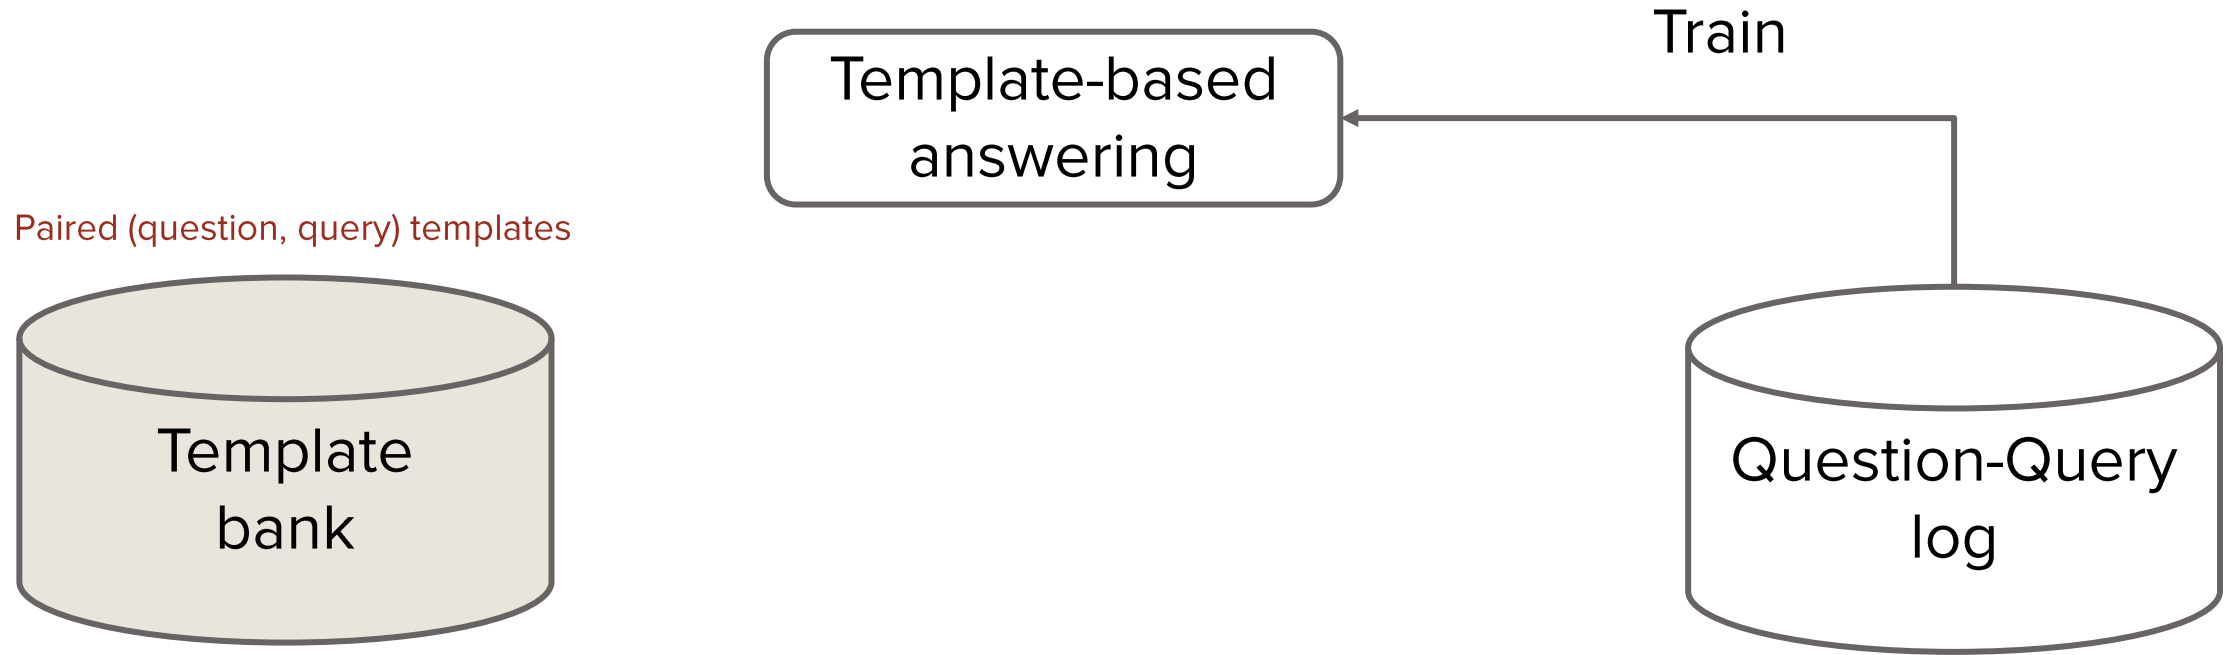 Train
Template-based
answering
Paired (question, query) templates
Template
bank
Question-Query
log